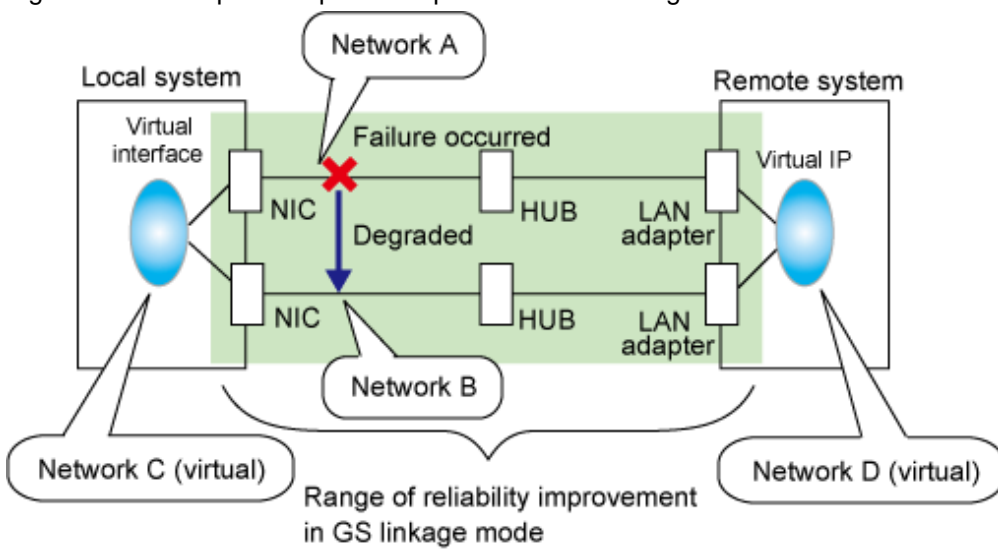 Network A
Local system
Remote system
Virtual
interface
Failure occurred
Virtual IP
NIC
HUB
LAN
adapter
Degraded
NIC
HUB
LAN
adapter
Network B
Network C (virtual)
Network D (virtual)
Range of reliability improvement
in GS linkage mode